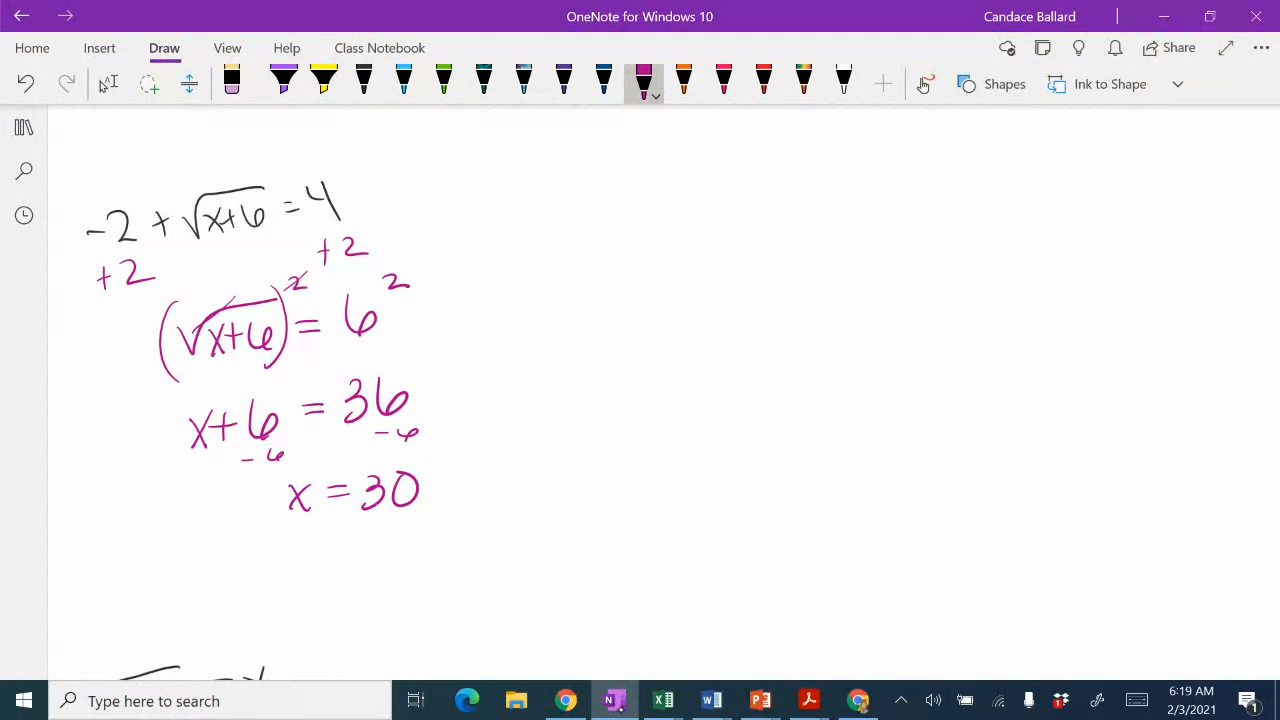 OneNote for Windows 10
Candace Ballard
Home Insert Draw View Help Class Notebook
Share
Shapes
Ink to Shape
-2 + √(x+6) = 4
+2 +2
(√(x+6))² = 6²
x+6 = 36
-6 -6
x = 30
Type here to search
6:19 AM
2/3/2021
1
1